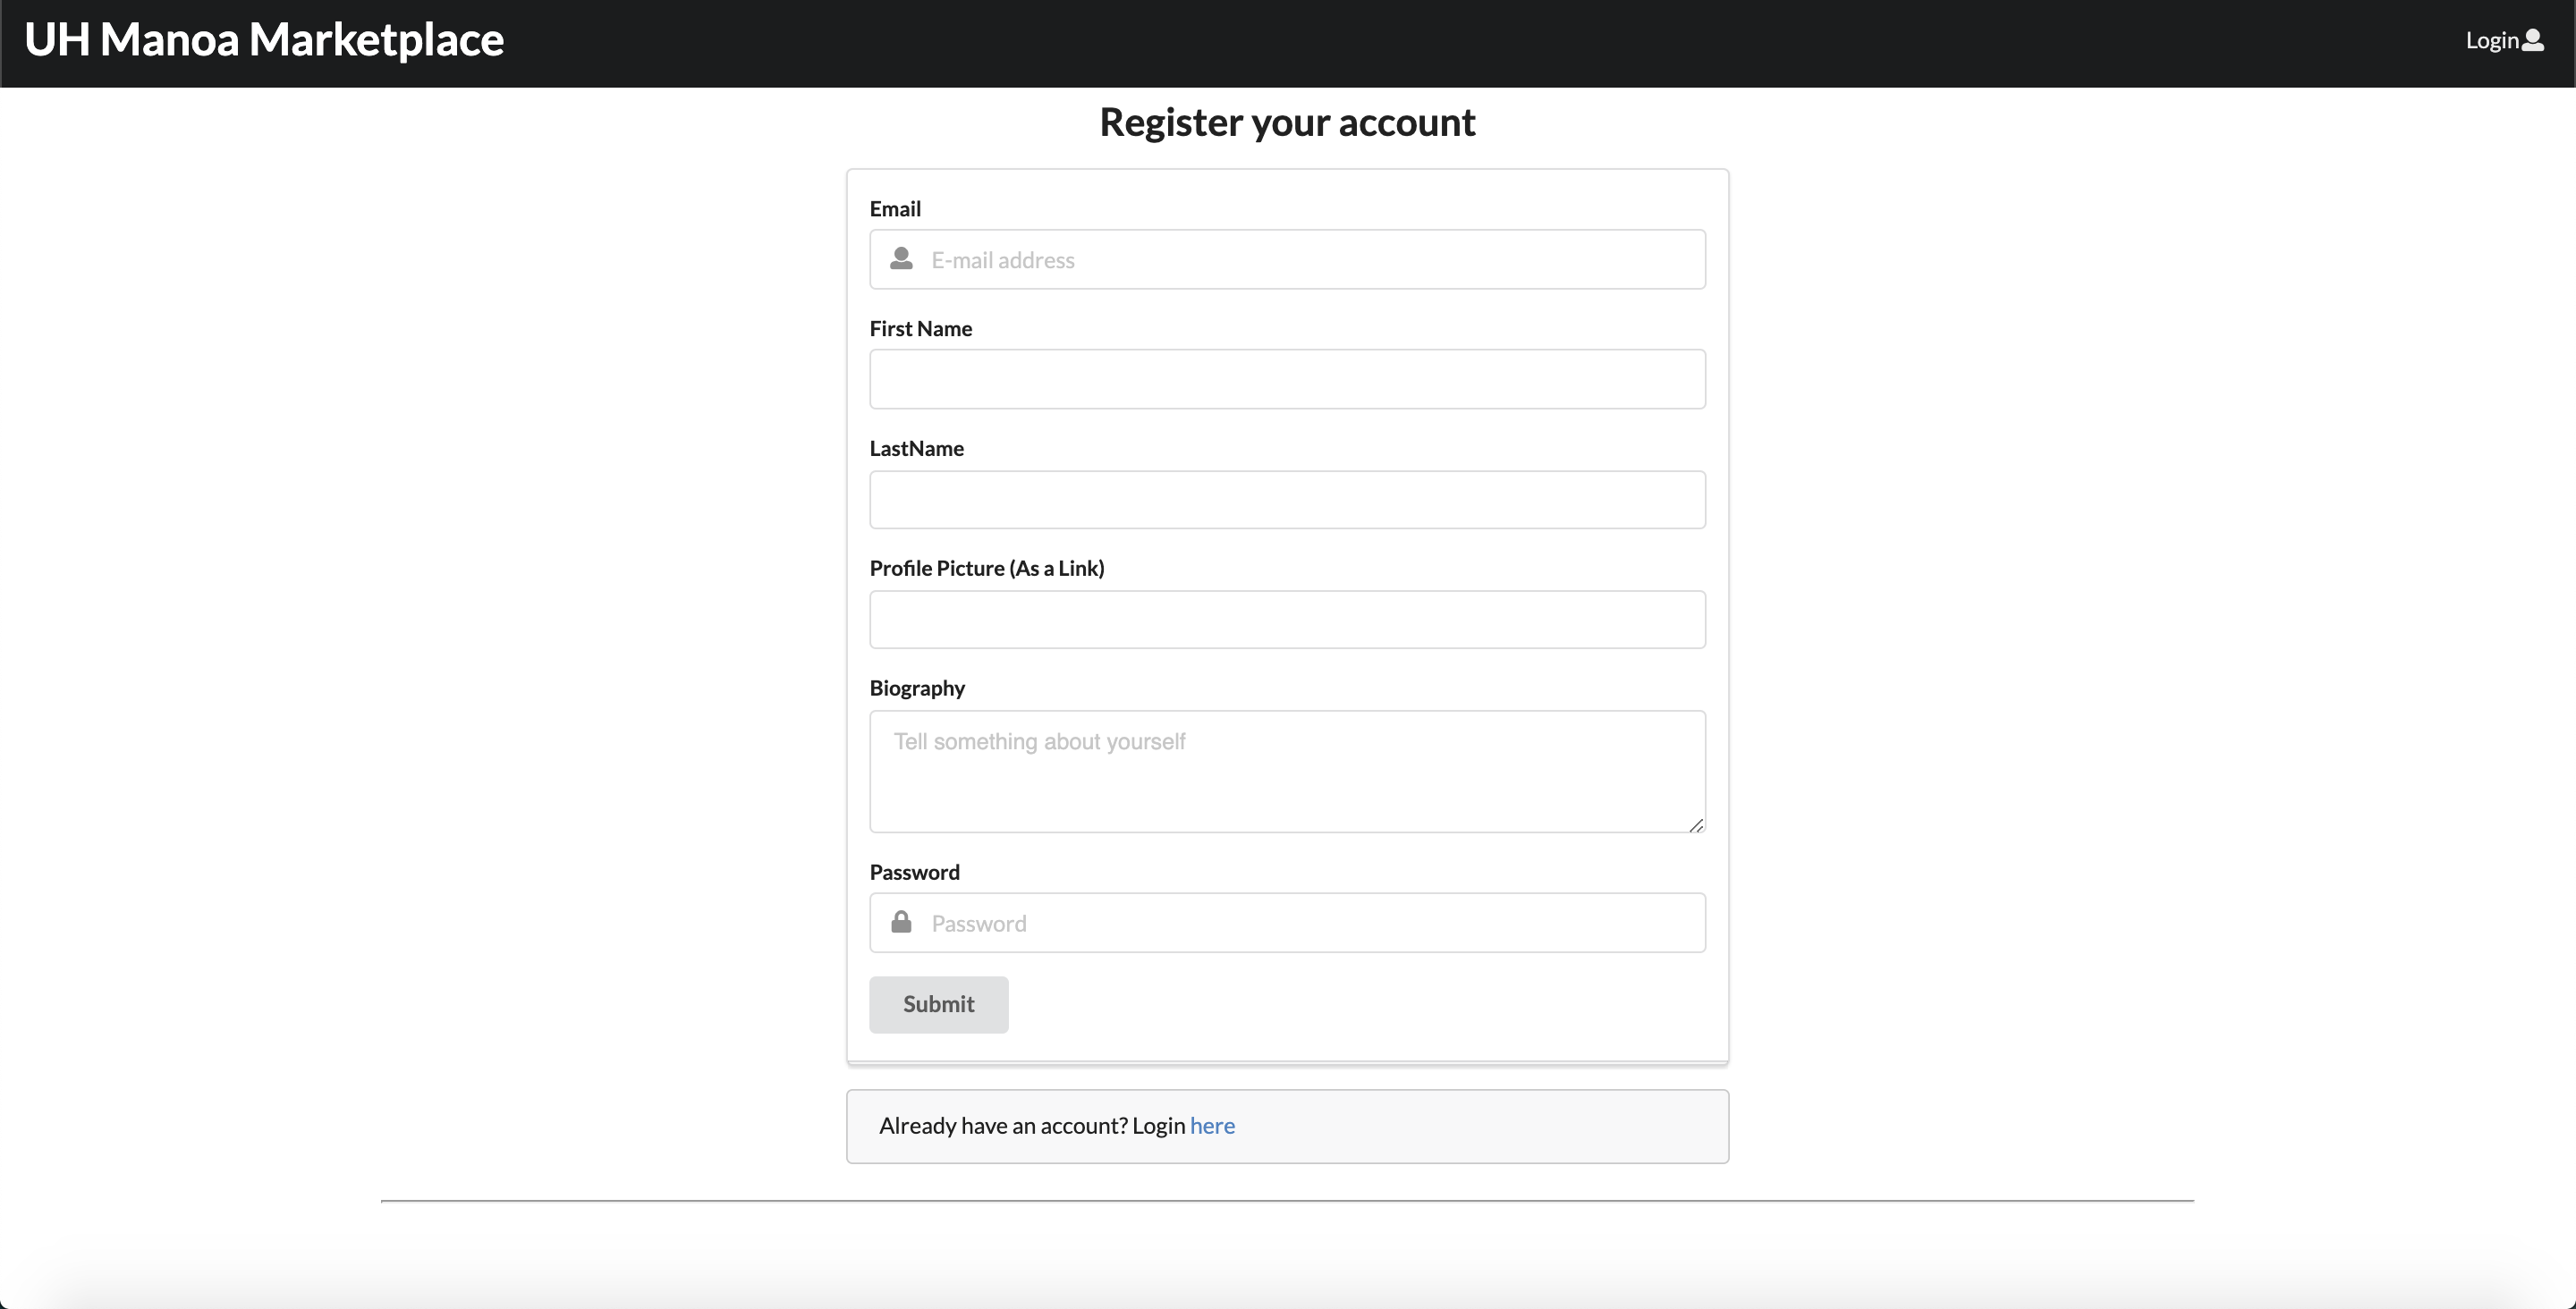 UH Manoa Marketplace
Login
Register your account
Email
E-mail address
First Name
LastName
Profile Picture (As a Link)
Biography
Tell something about yourself
Password
Password
Submit
Already have an account? Login here